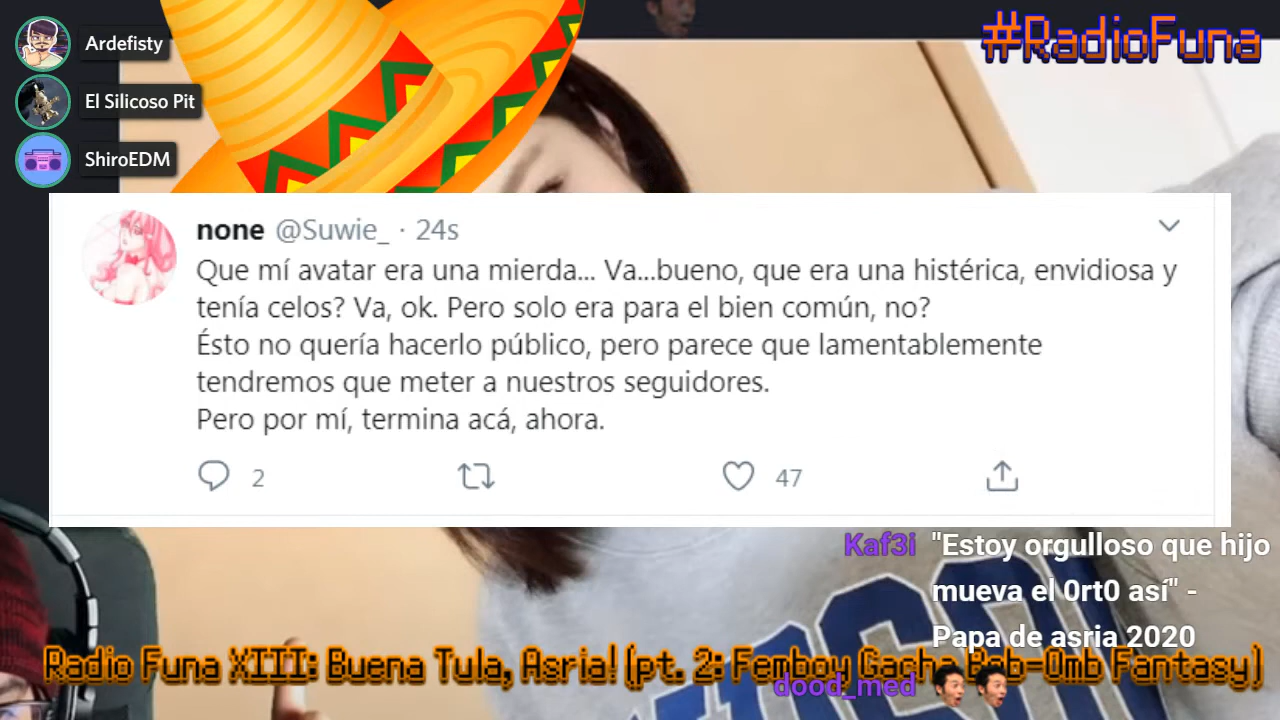 Ardefisty
El Silicoso Pit
ShiroEDM
#RadioFuna
none @Suwie_ · 24s
Que mí avatar era una mierda... Va...bueno, que era una histérica, envidiosa y
tenía celos? Va, ok. Pero solo era para el bien común, no?
Ésto no quería hacerlo público, pero parece que lamentablemente
tendremos que meter a nuestros seguidores.
Pero por mí, termina acá, ahora.
2
47
Kaf3i "Estoy orgulloso que hijo
mueva el 0rt0 así" -
Papa de asria 2020
Radio Funa XIII: Buena Tula, Asria! (pt. 2: Femboy Gacha Bob-Omb Fantasy)
dood_med